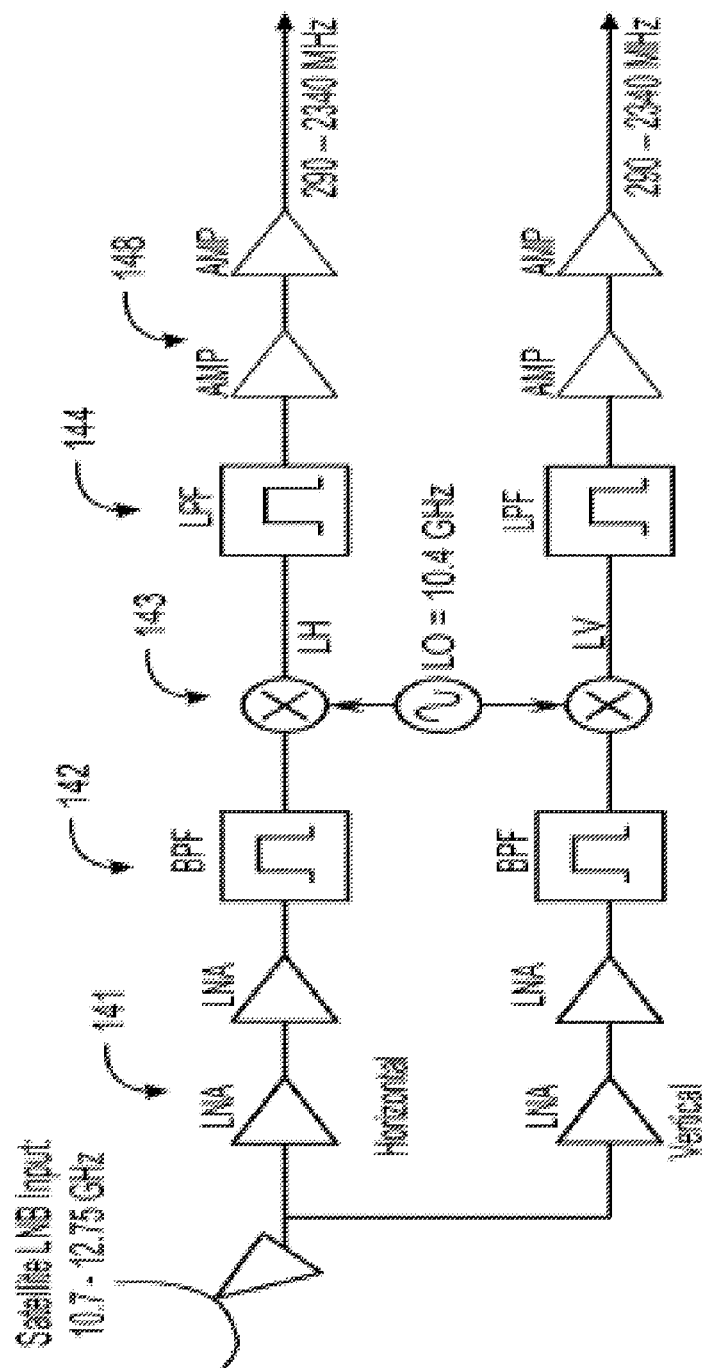 Satellite LNB Input:
10.7 - 12.75 GHz
141
142
143
144
148
LNA
LNA
BPF
LPF
AMP
AMP
LH
290 – 2340 MHz
Horizontal
LO = 10.4 GHz
LNA
LNA
BPF
LPF
AMP
AMP
LV
290 – 2340 MHz
Vertical